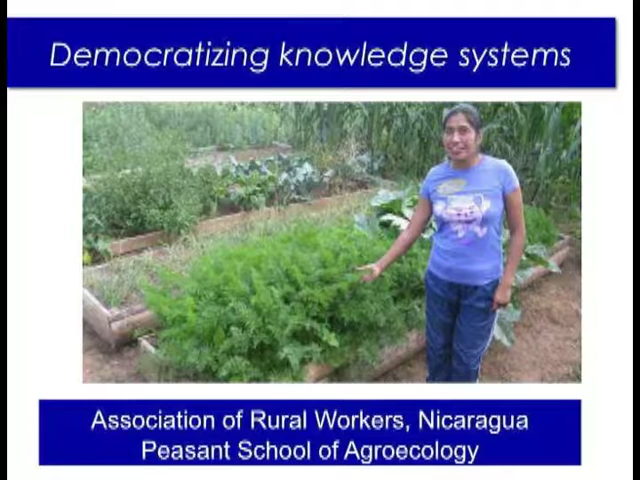 Democratizing knowledge systems
Association of Rural Workers, Nicaragua
Peasant School of Agroecology